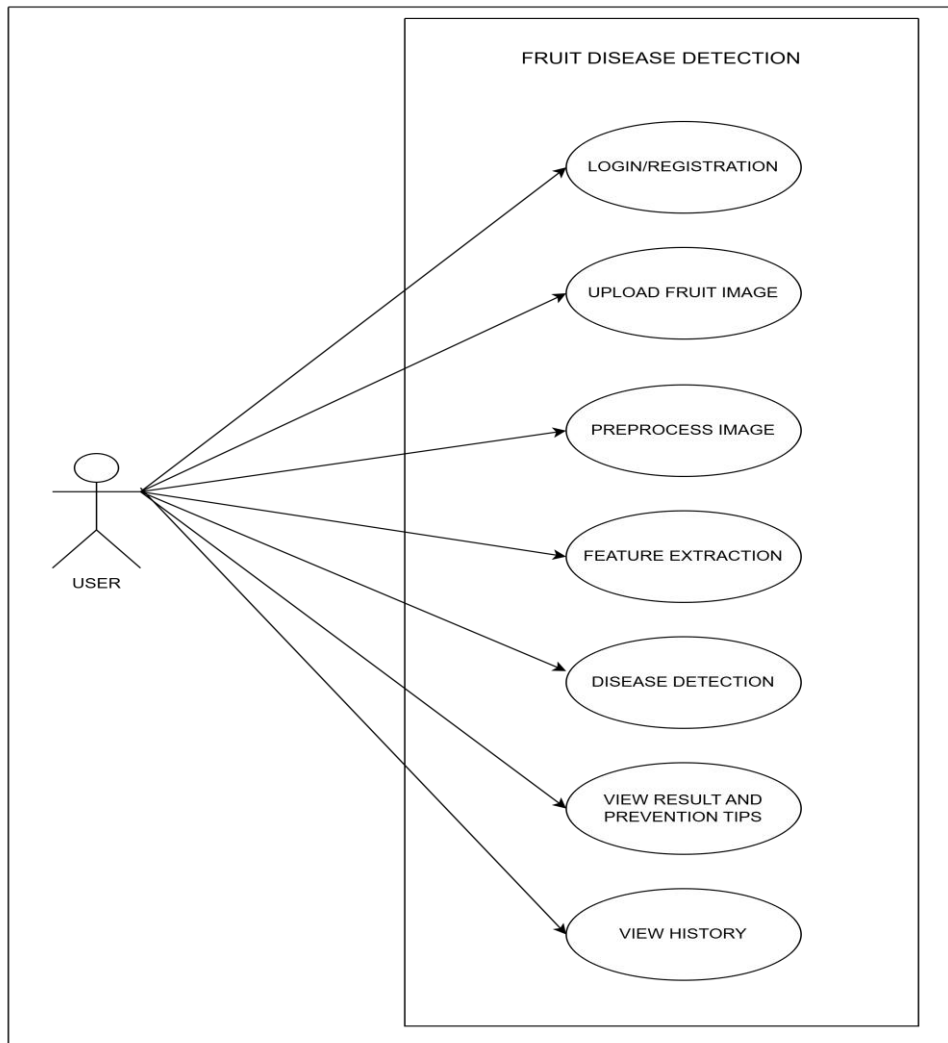 FRUIT DISEASE DETECTION
LOGIN/REGISTRATION
UPLOAD FRUIT IMAGE
PREPROCESS IMAGE
FEATURE EXTRACTION
USER
DISEASE DETECTION
VIEW RESULT AND
PREVENTION TIPS
VIEW HISTORY